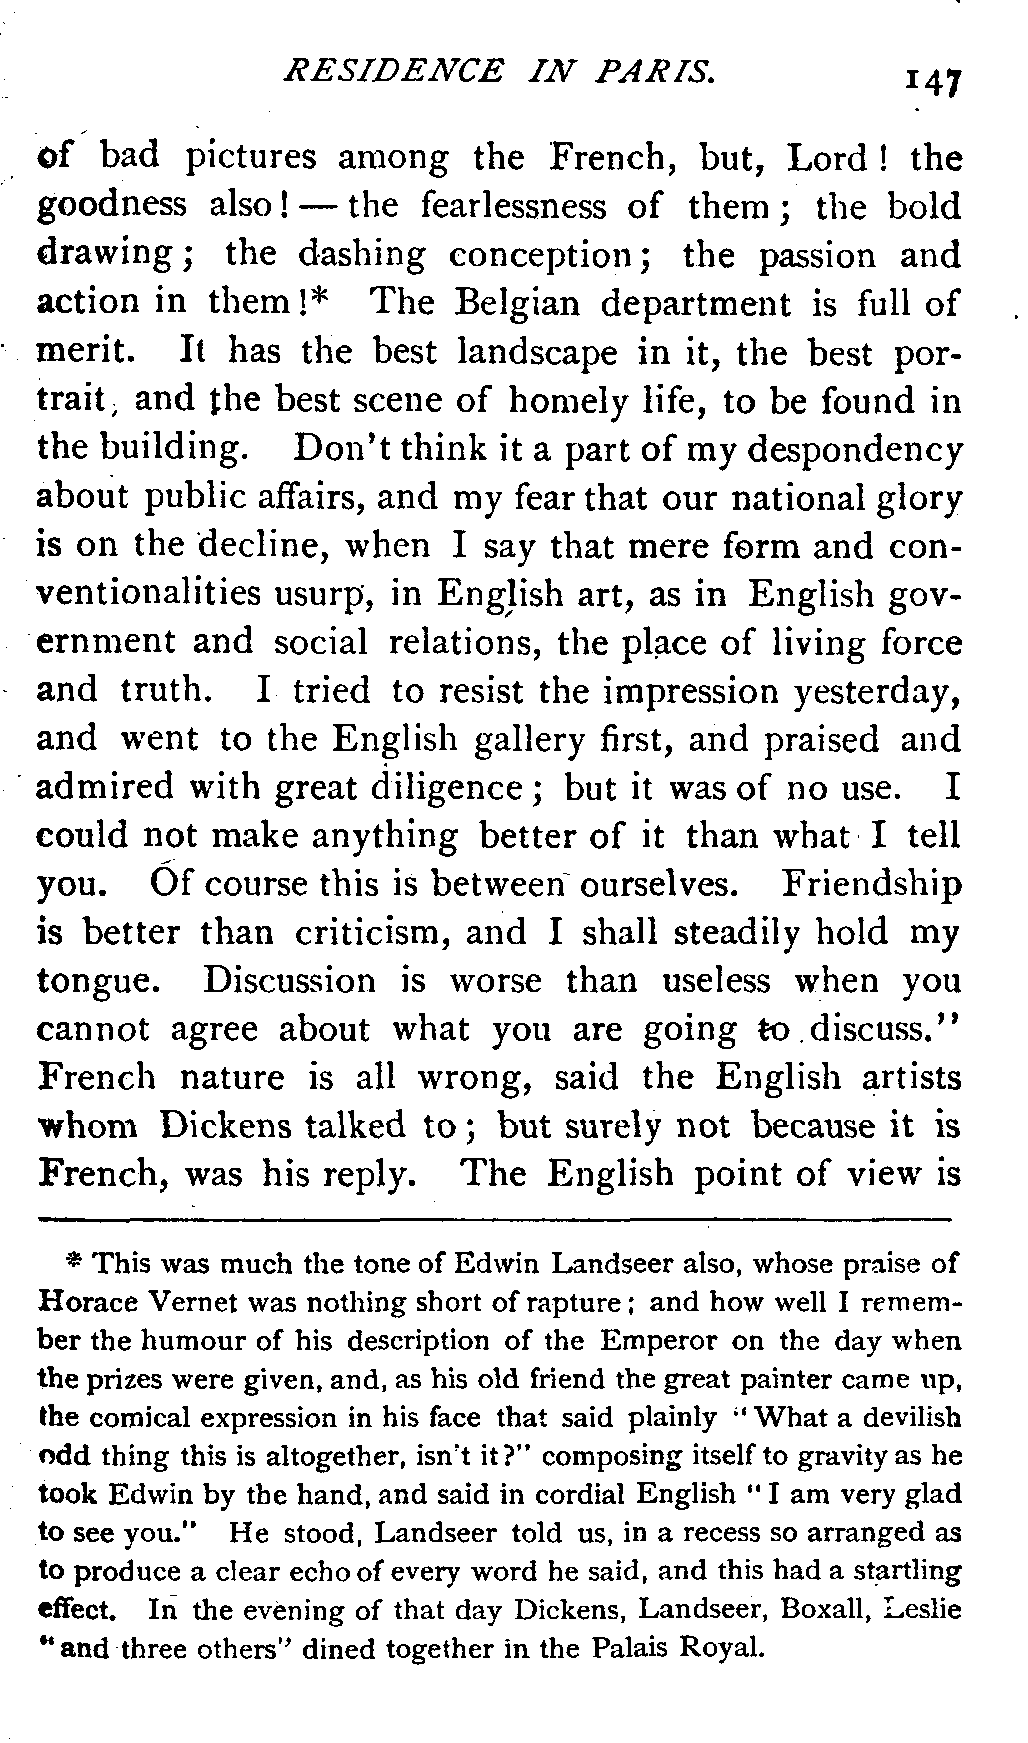 RESIDENCE IN PARIS. 147
of bad pictures among the French, but, Lord! the
goodness also! — the fearlessness of them; the bold
drawing; the dashing conception; the passion and
action in them!* The Belgian department is full of
merit. It has the best landscape in it, the best por-
trait, and the best scene of homely life, to be found in
the building. Don't think it a part of my despondency
about public affairs, and my fear that our national glory
is on the decline, when I say that mere form and con-
ventionalities usurp, in English art, as in English gov-
ernment and social relations, the place of living force
and truth. I tried to resist the impression yesterday,
and went to the English gallery first, and praised and
admired with great diligence; but it was of no use. I
could not make anything better of it than what I tell
you. Of course this is between ourselves. Friendship
is better than criticism, and I shall steadily hold my
tongue. Discussion is worse than useless when you
cannot agree about what you are going to discuss."
French nature is all wrong, said the English artists
whom Dickens talked to; but surely not because it is
French, was his reply. The English point of view is
* This was much the tone of Edwin Landseer also, whose praise of
Horace Vernet was nothing short of rapture; and how well I remem-
ber the humour of his description of the Emperor on the day when
the prizes were given, and, as his old friend the great painter came up,
the comical expression in his face that said plainly "What a devilish
odd thing this is altogether, isn't it?" composing itself to gravity as he
took Edwin by the hand, and said in cordial English "I am very glad
to see you." He stood, Landseer told us, in a recess so arranged as
to produce a clear echo of every word he said, and this had a startling
effect. In the evening of that day Dickens, Landseer, Boxall, Leslie
"and three others" dined together in the Palais Royal.